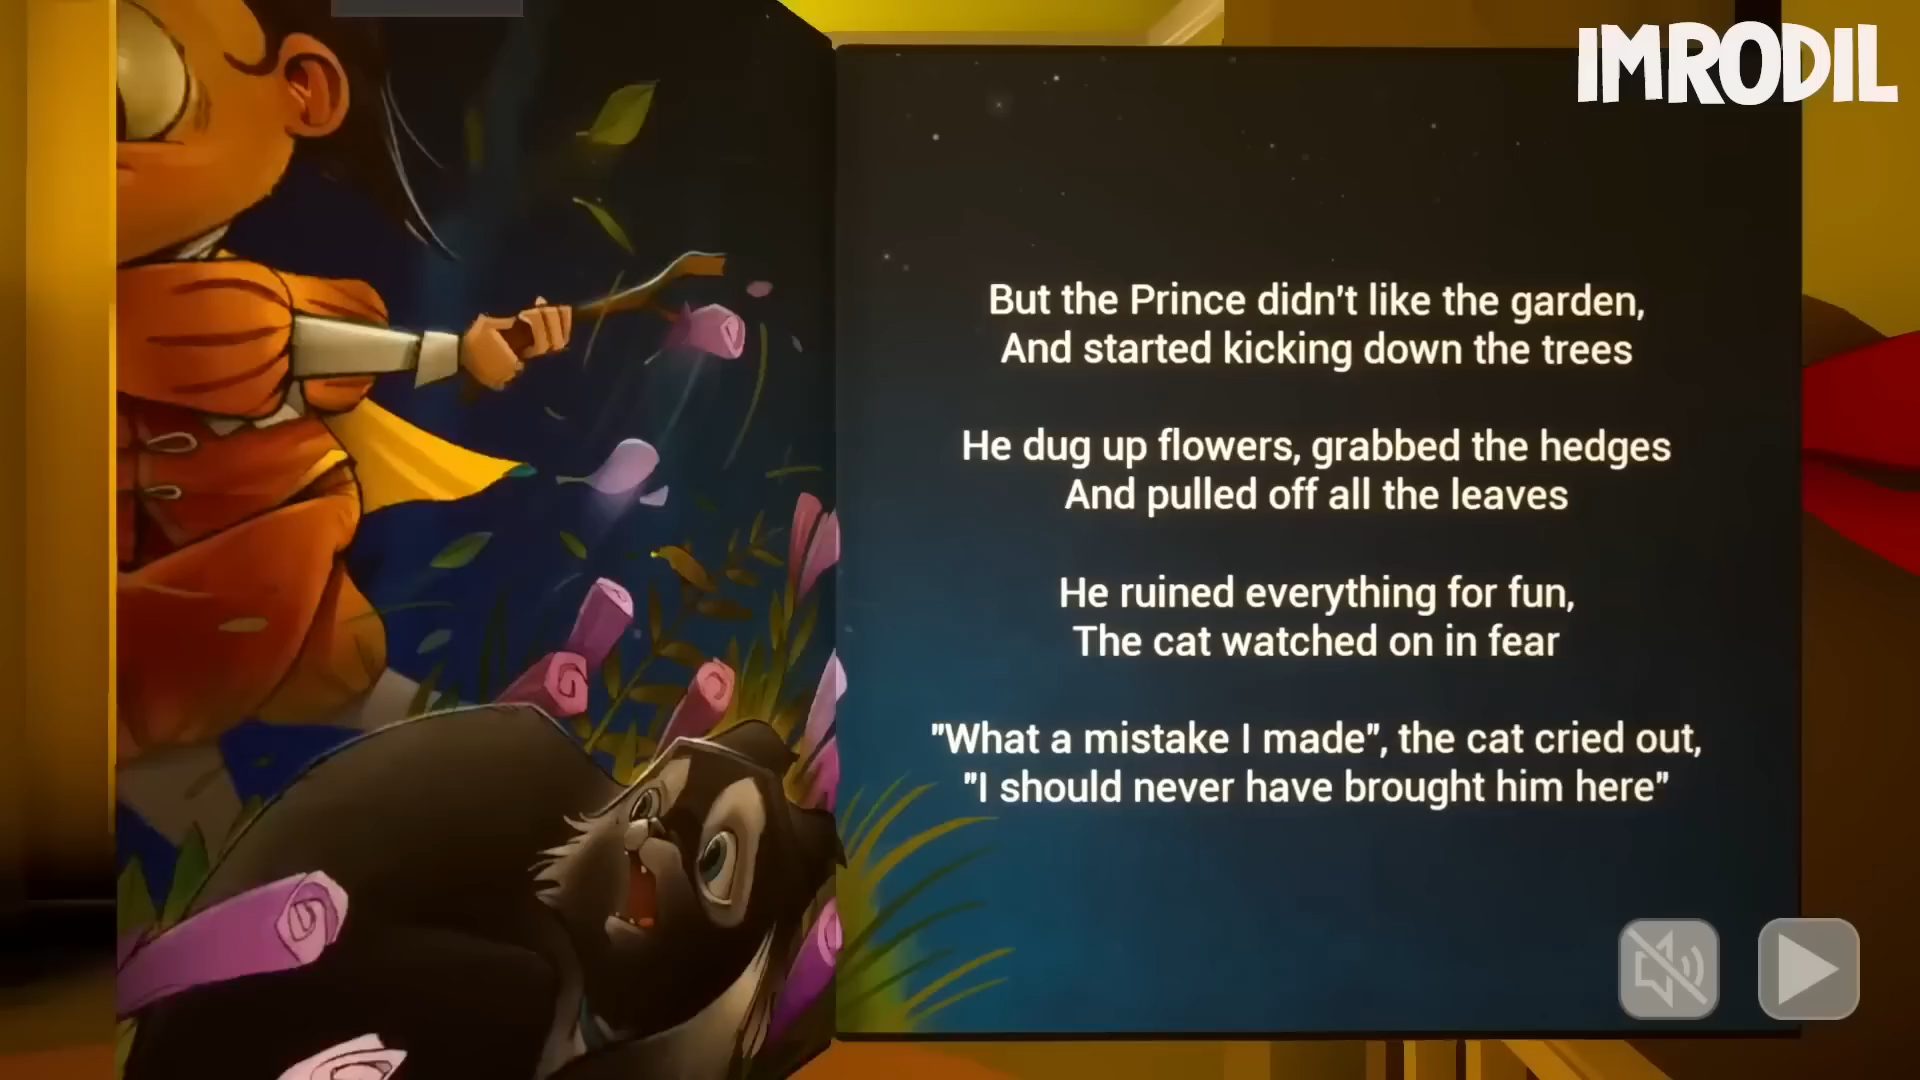 IMRODIL
But the Prince didn't like the garden,
And started kicking down the trees
He dug up flowers, grabbed the hedges
And pulled off all the leaves
He ruined everything for fun,
The cat watched on in fear
"What a mistake I made", the cat cried out,
"I should never have brought him here"